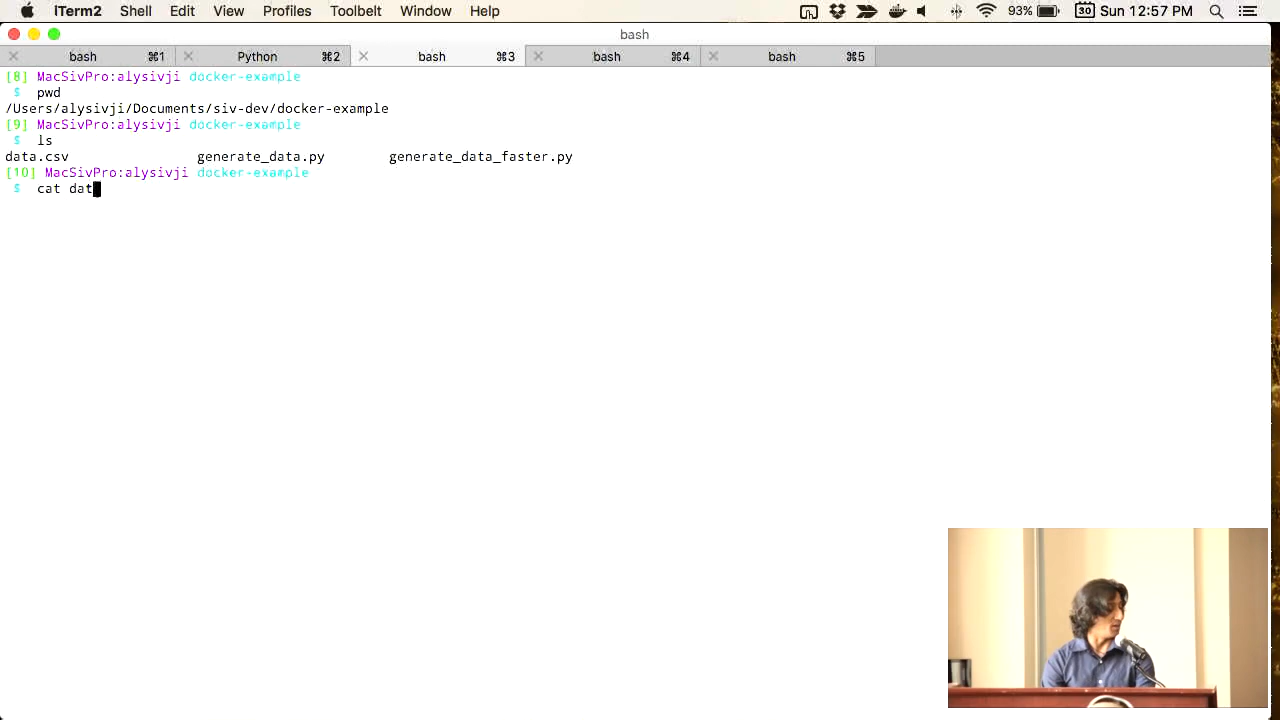 iTerm2 Shell Edit View Profiles Toolbelt Window Help 93% 30 Sun 12:57 PM
bash
bash ⌘1 Python ⌘2 bash ⌘3 bash ⌘4 bash ⌘5
[8] MacSivPro:alysivji docker-example
$ pwd
/Users/alysivji/Documents/siv-dev/docker-example
[9] MacSivPro:alysivji docker-example
$ ls
data.csv generate_data.py generate_data_faster.py
[10] MacSivPro:alysivji docker-example
$ cat dat